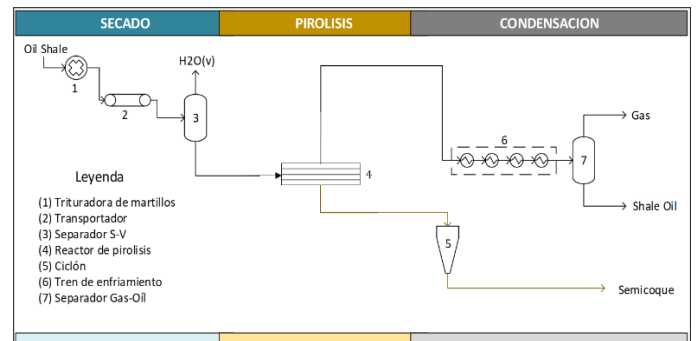 SECADO
PIROLISIS
CONDENSACION
Oil Shale
H2O(v)
1
2
3
4
5
6
7
Gas
Shale Oil
Semicoque
Leyenda
(1) Trituradora de martillos
(2) Transportador
(3) Separador S-V
(4) Reactor de pirolisis
(5) Ciclón
(6) Tren de enfriamiento
(7) Separador Gas-Oíl